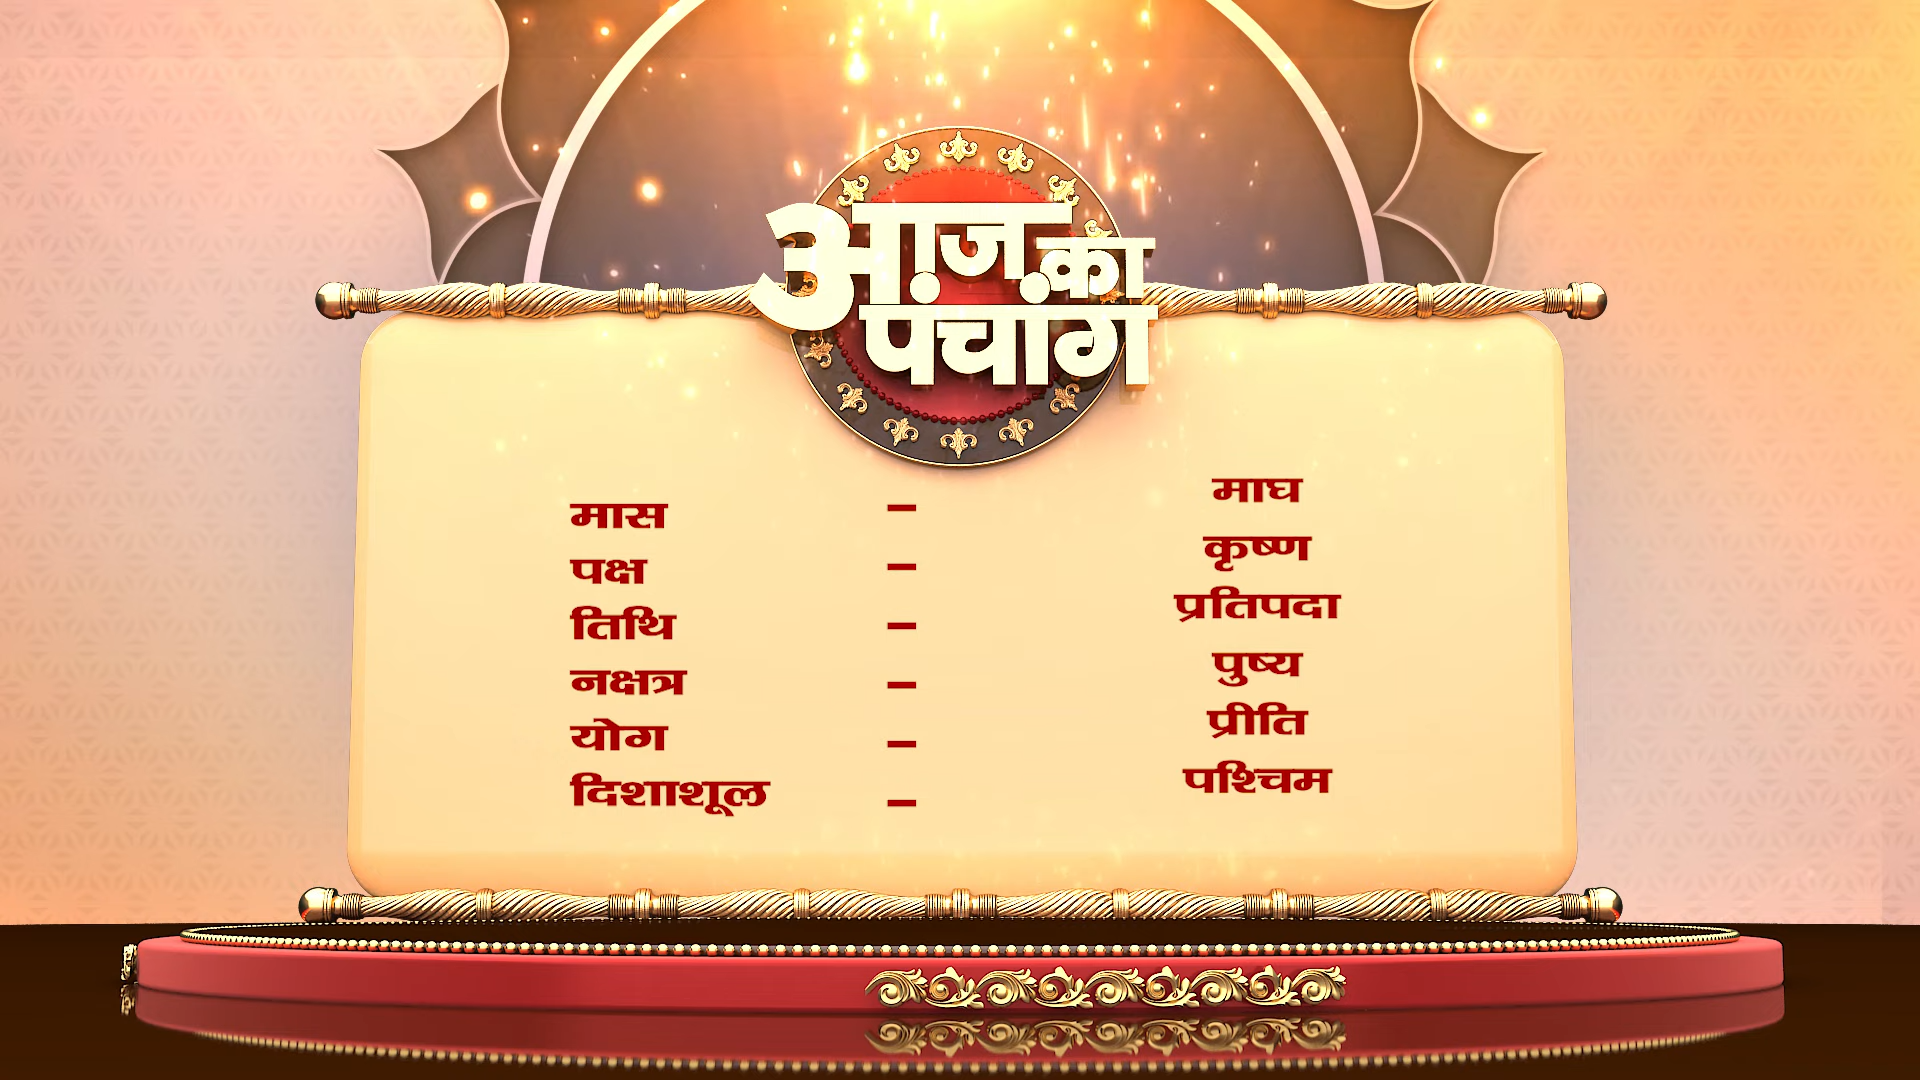 आज का
पंचांग
मास – माघ
पक्ष – कृष्ण
तिथि – प्रतिपदा
नक्षत्र – पुष्य
योग – प्रीति
दिशाशूल – पश्चिम